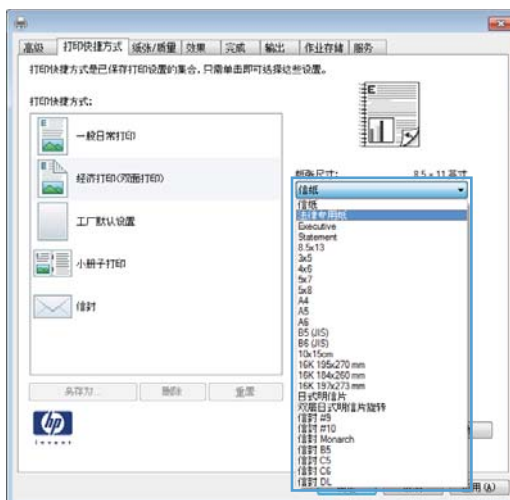 高级 打印快捷方式 纸张/质量 效果 完成 输出 作业存储 服务
打印快捷方式是已保存打印设置的集合，只需单击即可选择这些设置。
打印快捷方式:
一般日常打印
经济打印(双面打印)
工厂默认设置
小册子打印
信封
另存为... 删除 重置
hp
invent
E
纸张尺寸: 8.5 × 11 英寸
信纸
信纸
法律专用纸
Executive
Statement
8.5x13
3x5
4x6
5x7
5x8
A4
A5
A6
B5 (JIS)
B6 (JIS)
10x15cm
16K 195x270 mm
16K 184x260 mm
16K 197x273 mm
日式明信片
双层日式明信片旋转
信封 #9
信封 #10
信封 Monarch
信封 B5
信封 C5
信封 C6
信封 DL
用(A)